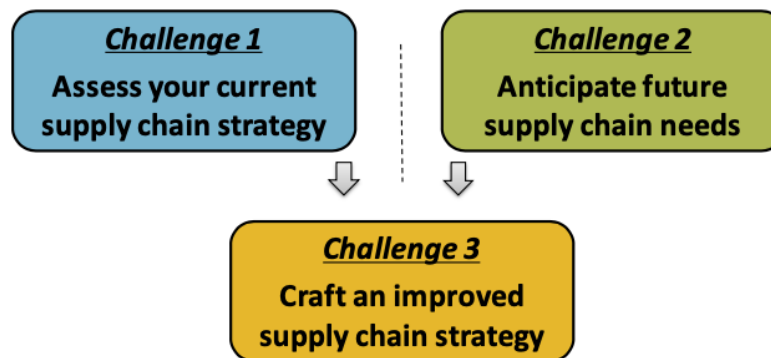 Challenge 1
Assess your current
supply chain strategy
Challenge 2
Anticipate future
supply chain needs
Challenge 3
Craft an improved
supply chain strategy